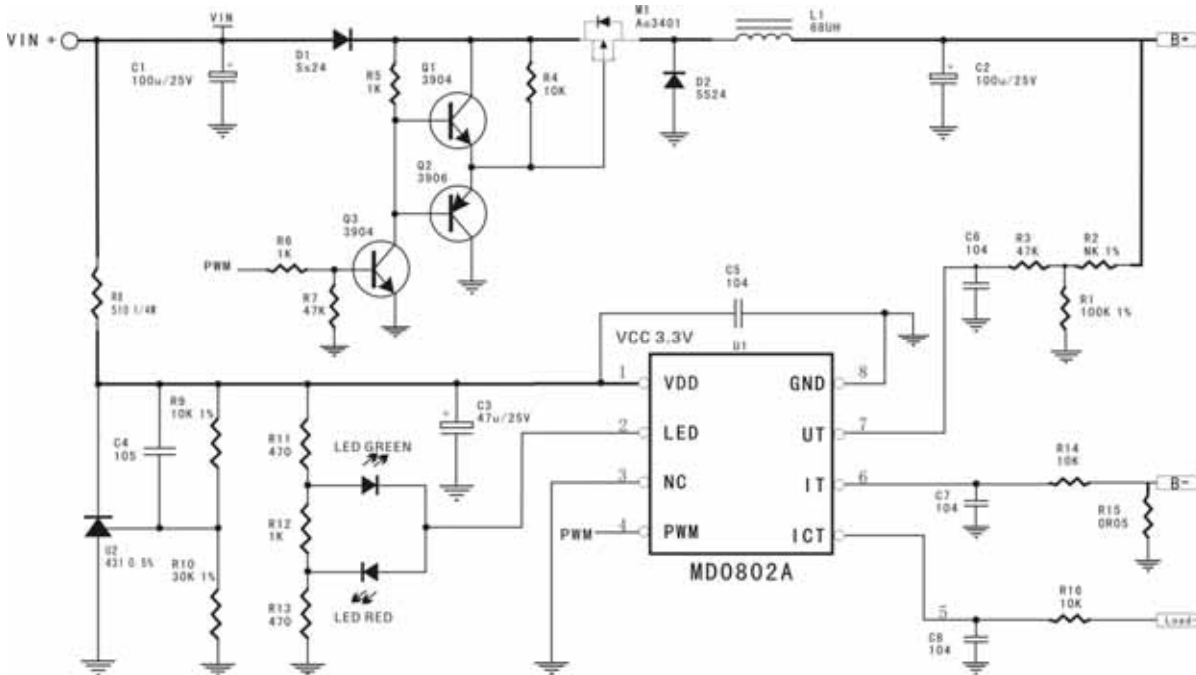 VIN +
VIN
C1
100u/25V
D1
Ss24
R5
1K
Q1
3904
R4
10K
M1
Ao3401
L1
68UH
D2
SS24
C2
100u/25V
B+
Q2
3906
Q3
3904
R6
1K
PWM
R7
47K
R8
510 1/4W
C6
104
R3
47K
R2
NK 1%
R1
100K 1%
C5
104
VCC 3.3V
U1
1
VDD
GND
8
2
LED
UT
7
3
NC
IT
6
PWM
4
PWM
ICT
5
MD0802A
R9
10K 1%
C4
105
R11
470
LED GREEN
C3
47u/25V
R12
1K
U2
431 0.5%
R10
30K 1%
R13
470
LED RED
R14
10K
B-
C7
104
R15
0R05
R16
10K
Load-
C8
104